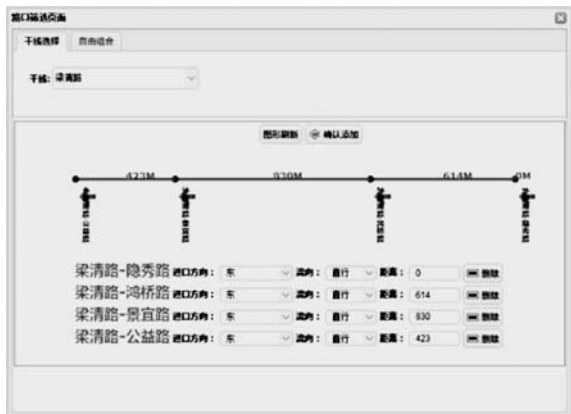 路口筛选页面
干线选择 自由组合
干线: 梁清路
图形刷新 确认添加
423M 830M 614M 0M
梁清路-隐秀路 进口方向: 东 流向: 直行 距离: 0 删除
梁清路-鸿桥路 进口方向: 东 流向: 直行 距离: 614 删除
梁清路-景宜路 进口方向: 东 流向: 直行 距离: 830 删除
梁清路-公益路 进口方向: 东 流向: 直行 距离: 423 删除